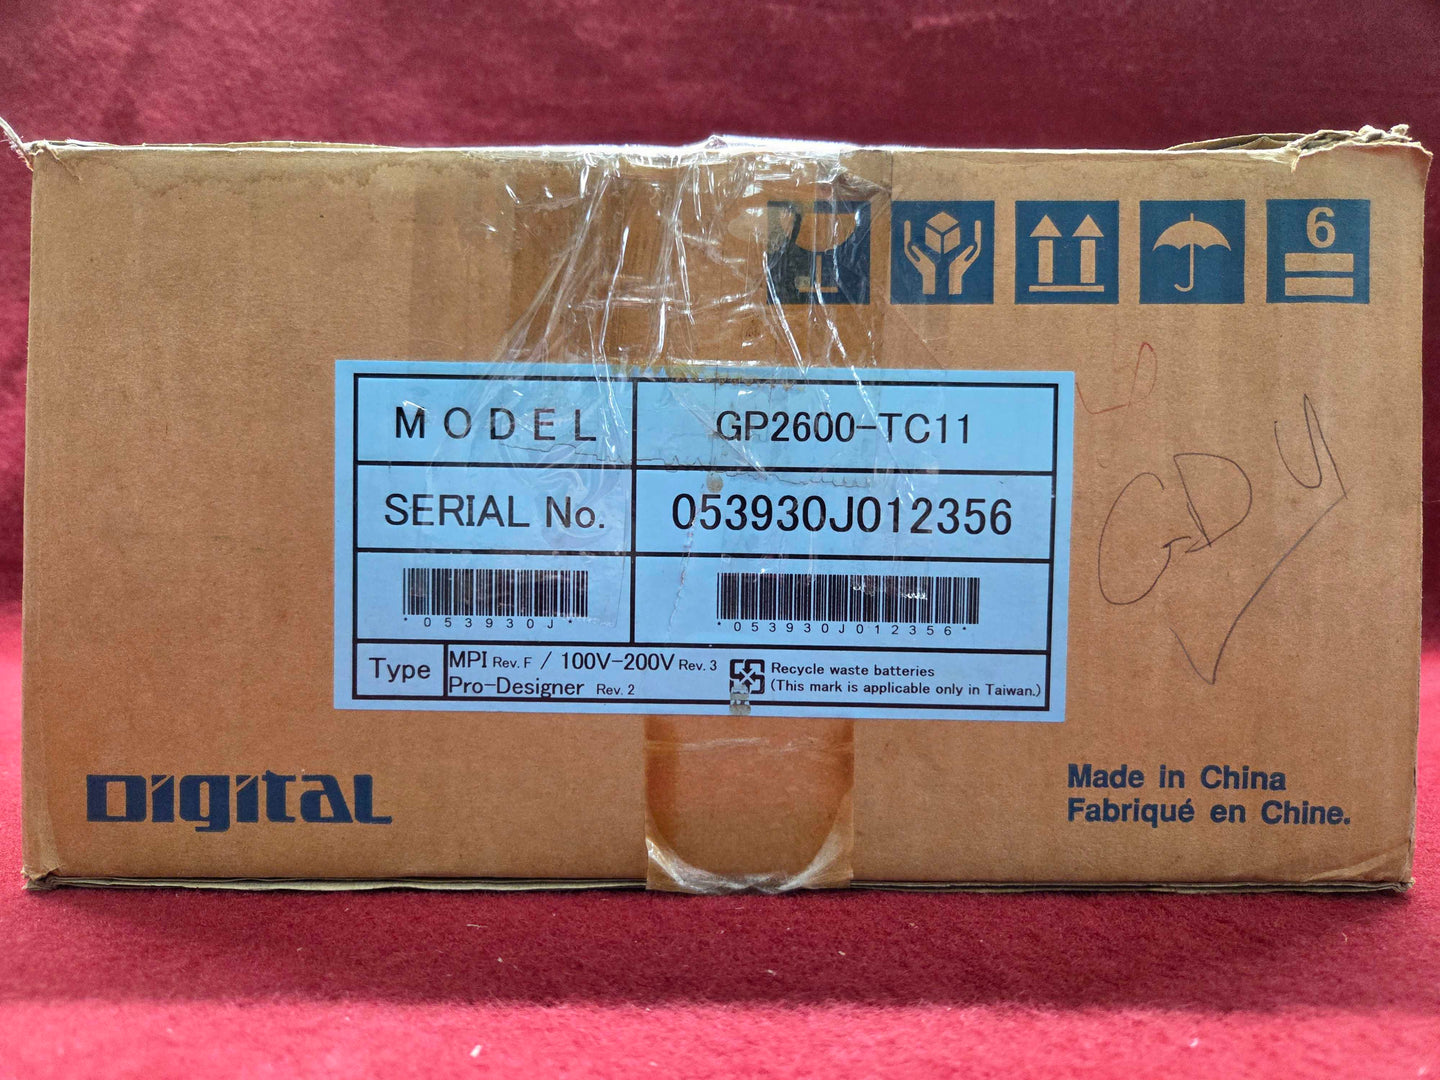 6
MODEL GP2600-TC11
SERIAL No. 053930J012356
*053930J* *053930J012356*
Type MPI Rev. F / 100V-200V Rev. 3
Pro-Designer Rev. 2
Recycle waste batteries
(This mark is applicable only in Taiwan.)
Digital
Made in China
Fabriqué en Chine.